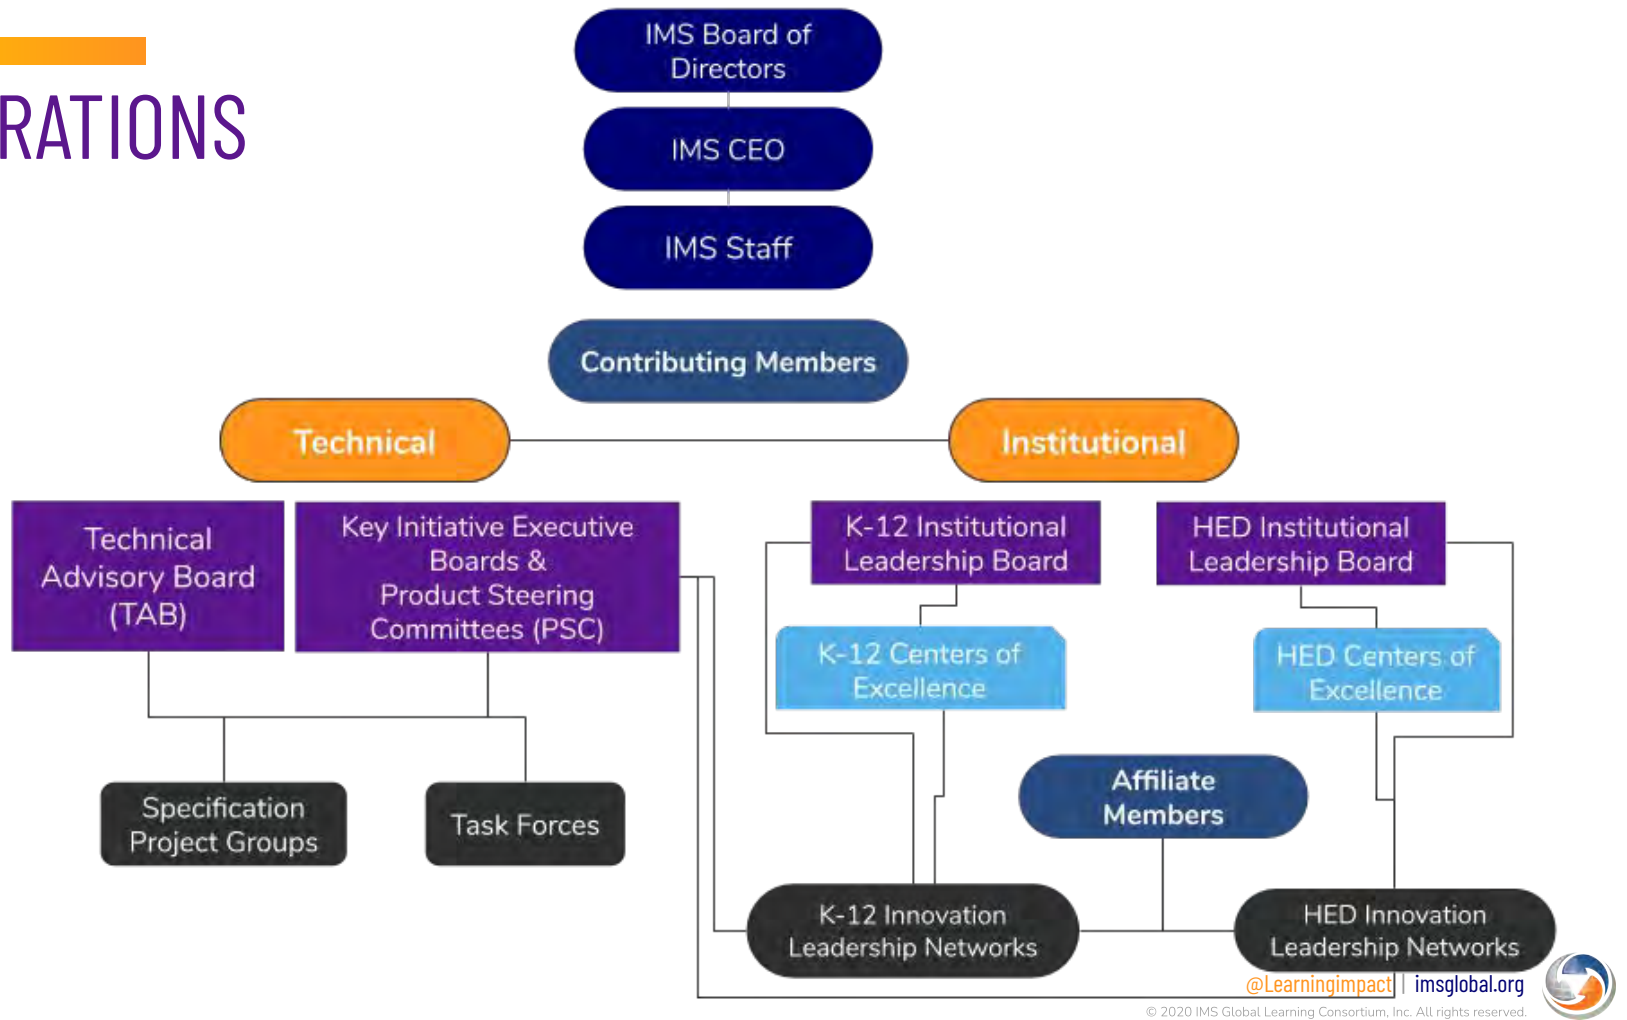 RATIONS
IMS Board of
Directors
IMS CEO
IMS Staff
Contributing Members
Technical
Institutional
Technical
Advisory Board
(TAB)
Key Initiative Executive
Boards &
Product Steering
Committees (PSC)
K-12 Institutional
Leadership Board
HED Institutional
Leadership Board
K-12 Centers of
Excellence
HED Centers of
Excellence
Affiliate
Members
Specification
Project Groups
Task Forces
K-12 Innovation
Leadership Networks
HED Innovation
Leadership Networks
@Learningimpact | imsglobal.org
© 2020 IMS Global Learning Consortium, Inc. All rights reserved.